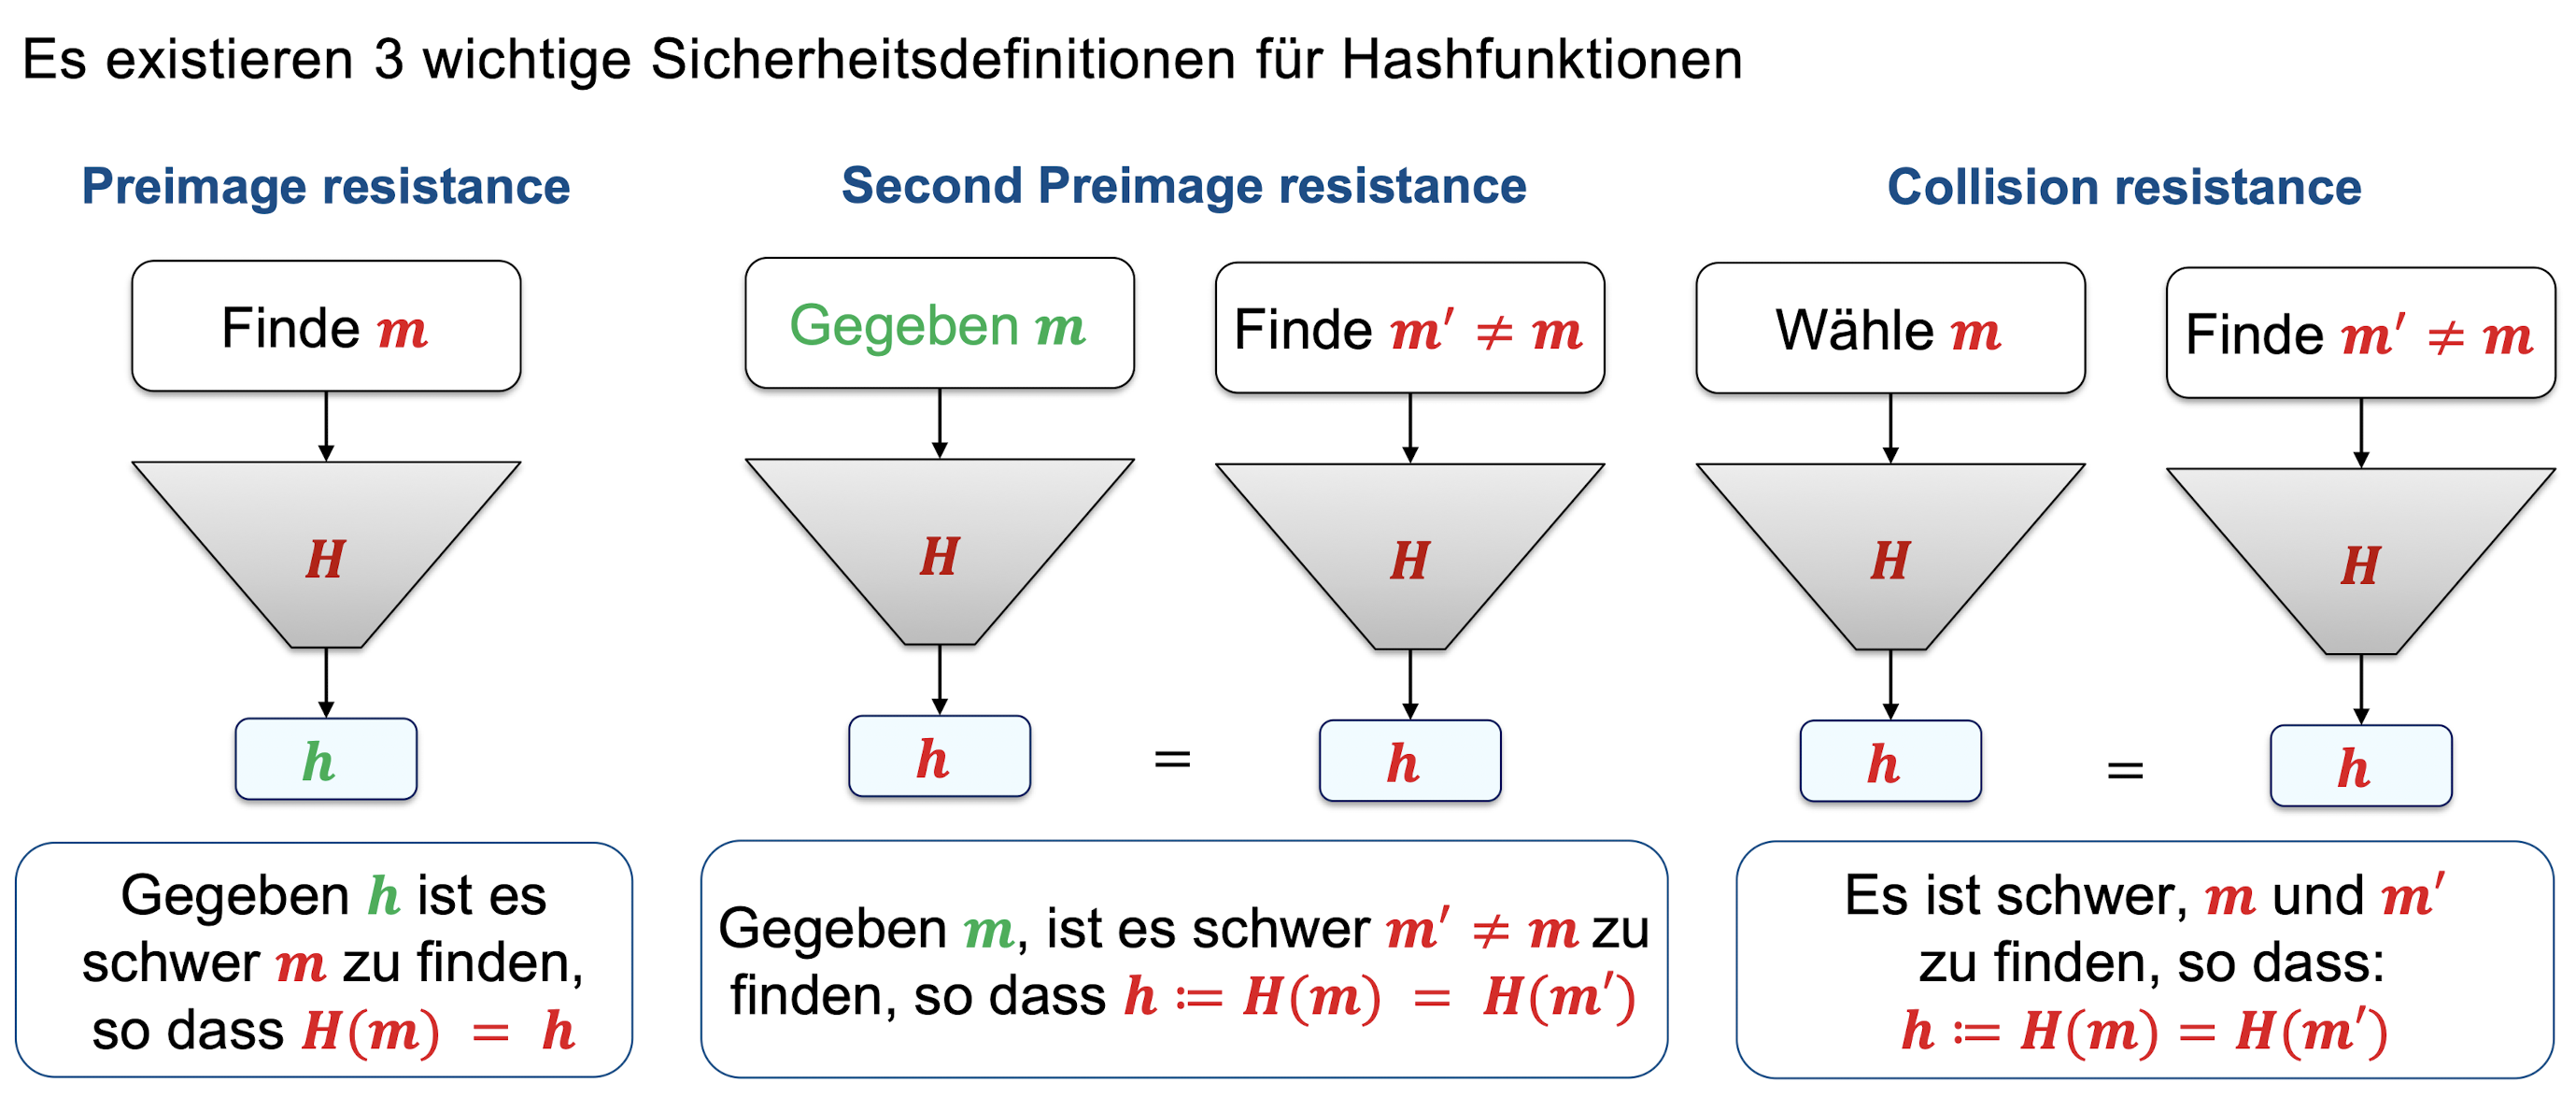 Es existieren 3 wichtige Sicherheitsdefinitionen für Hashfunktionen
Preimage resistance
Finde m
H
h
Gegeben h ist es
schwer m zu finden,
so dass H(m) = h
Second Preimage resistance
Gegeben m
Finde m′ ≠ m
H
H
h
=
h
Gegeben m, ist es schwer m′ ≠ m zu
finden, so dass h ≔ H(m) = H(m′)
Collision resistance
Wähle m
Finde m′ ≠ m
H
H
h
=
h
Es ist schwer, m und m′
zu finden, so dass:
h ≔ H(m) = H(m′)